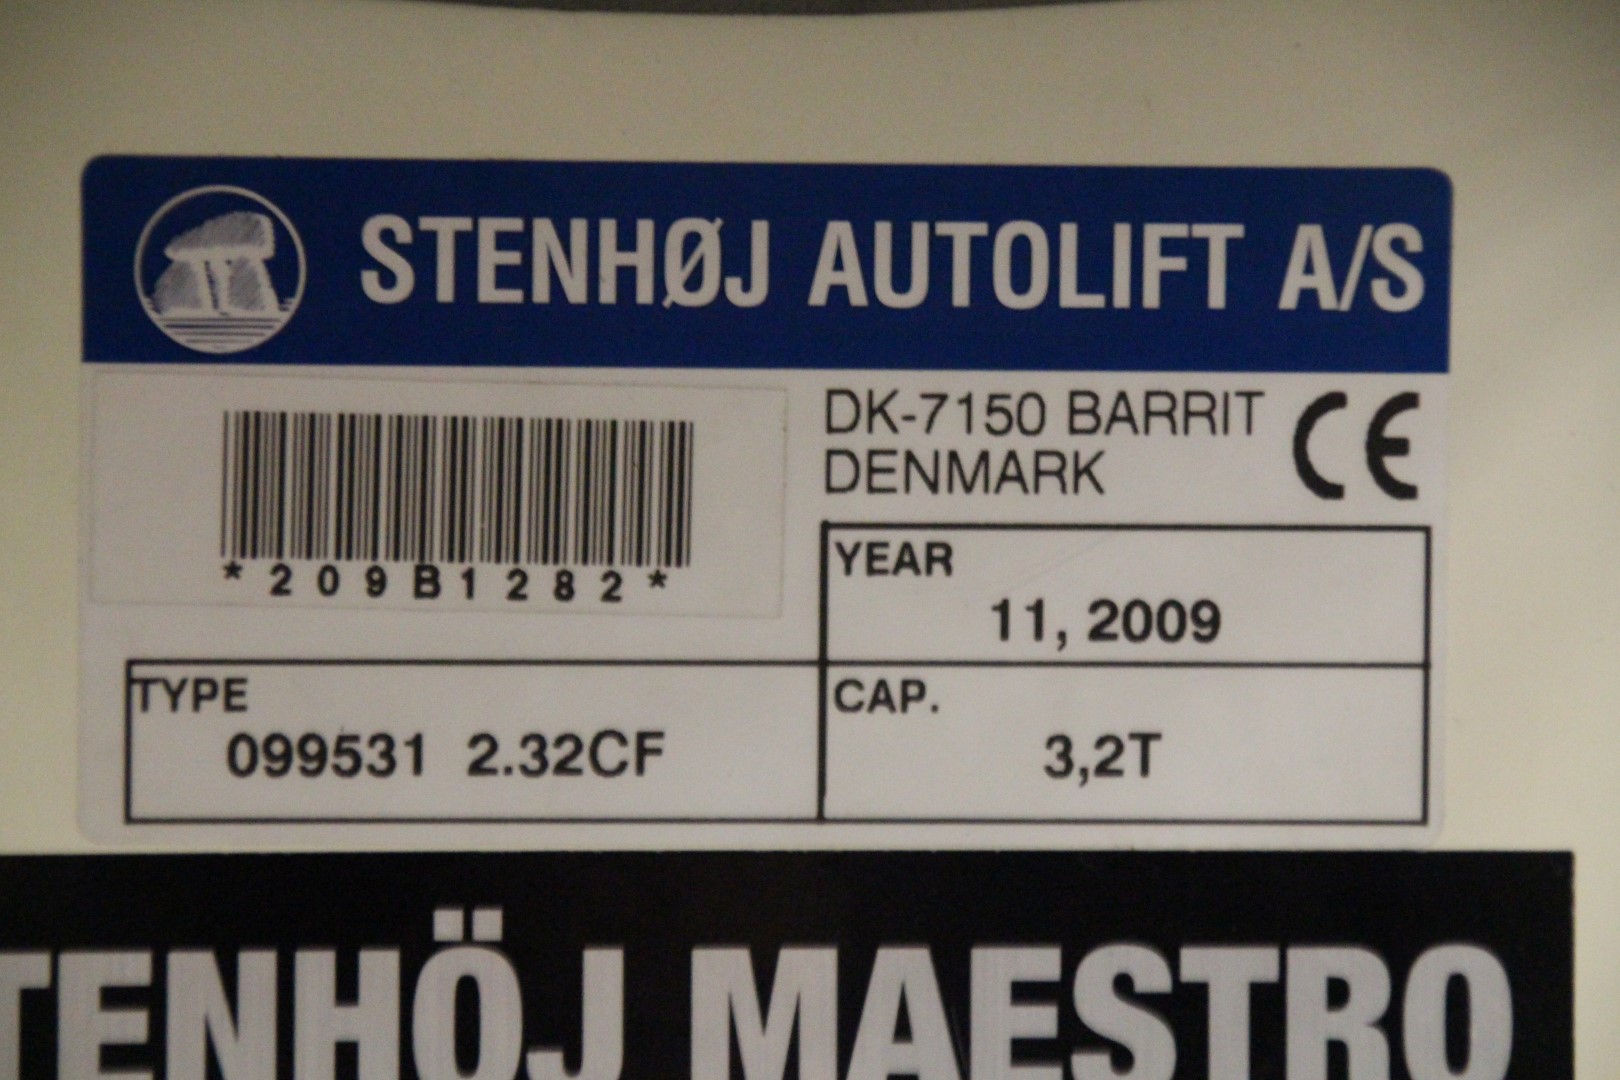 STENHØJ AUTOLIFT A/S
DK-7150 BARRIT
DENMARK
CE
*209B1282*
YEAR
11, 2009
TYPE
099531 2.32CF
CAP.
3,2T
TENHÖJ MAESTRO